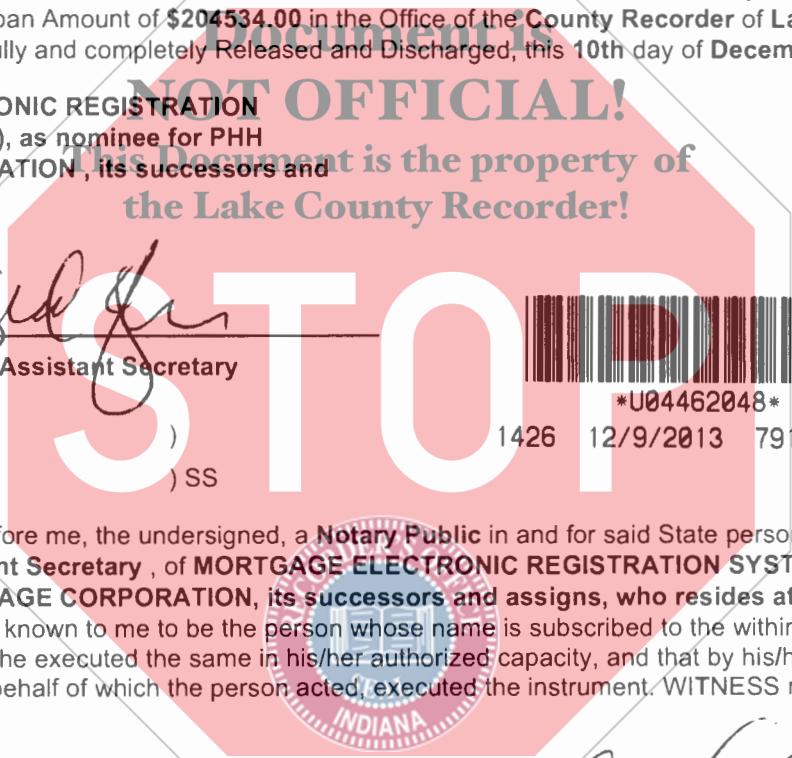 oan Amount of $204534.00 in the Office of the County Recorder of La
Document is
ully and completely Released and Discharged, this 10th day of Decem
NOT OFFICIAL!
ONIC REGISTRATION
), as nominee for PHH
This Document is the property of
ATION , its successors and
the Lake County Recorder!
STOP
Assistant Secretary
*U04462048*
)
1426 12/9/2013 791
) SS
fore me, the undersigned, a Notary Public in and for said State perso
nt Secretary , of MORTGAGE ELECTRONIC REGISTRATION SYST
AGE CORPORATION, its successors and assigns, who resides at
known to me to be the person whose name is subscribed to the within
he executed the same in his/her authorized capacity, and that by his/h
behalf of which the person acted, executed the instrument. WITNESS
RECORDER'S OFFICE
SEAL
INDIANA